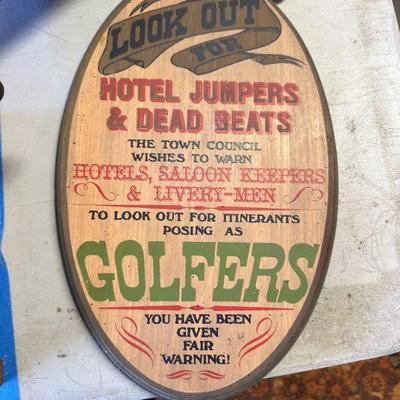 LOOK OUT
FOR
HOTEL JUMPERS
& DEAD BEATS
THE TOWN COUNCIL
WISHES TO WARN
HOTELS, SALOON KEEPERS
& LIVERY-MEN
TO LOOK OUT FOR ITINERANTS
POSING AS
GOLFERS
YOU HAVE BEEN
GIVEN
FAIR
WARNING!